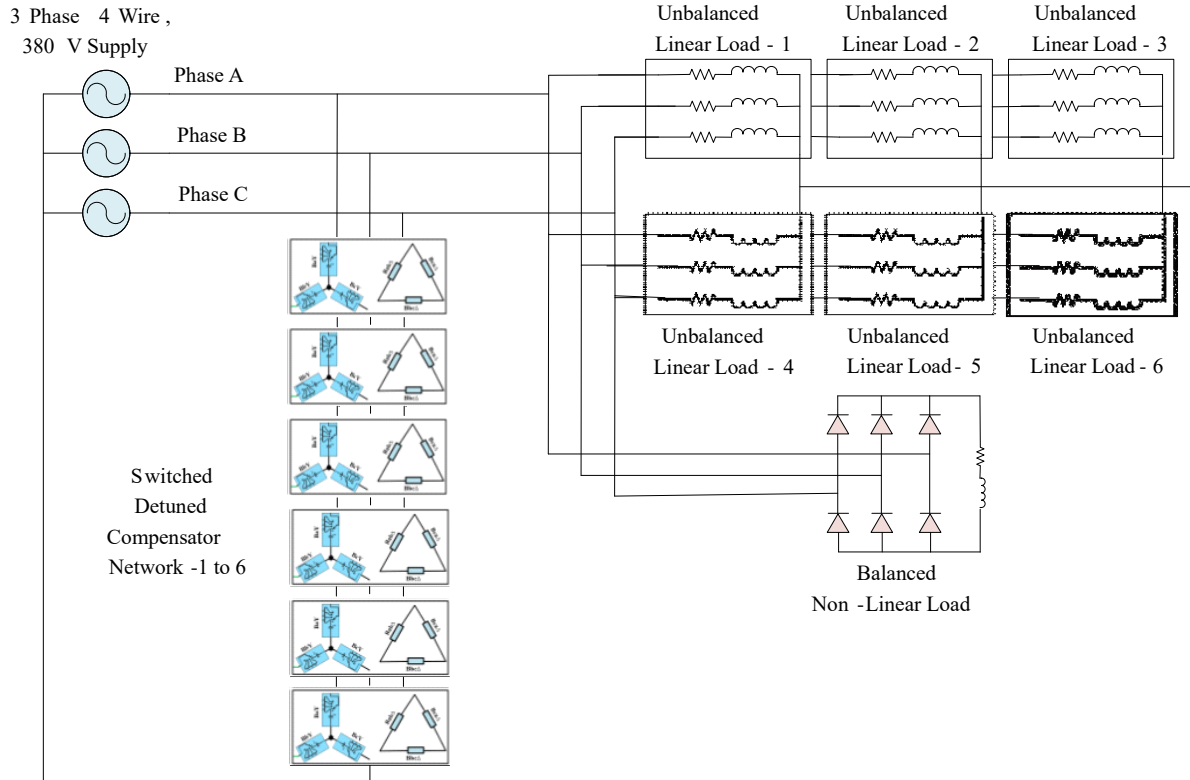 3 Phase 4 Wire ,
380 V Supply
Phase A
Phase B
Phase C
Unbalanced
Linear Load - 1
Unbalanced
Linear Load - 2
Unbalanced
Linear Load - 3
Unbalanced
Linear Load - 4
Unbalanced
Linear Load- 5
Unbalanced
Linear Load - 6
Switched
Detuned
Compensator
Network -1 to 6
Balanced
Non -Linear Load